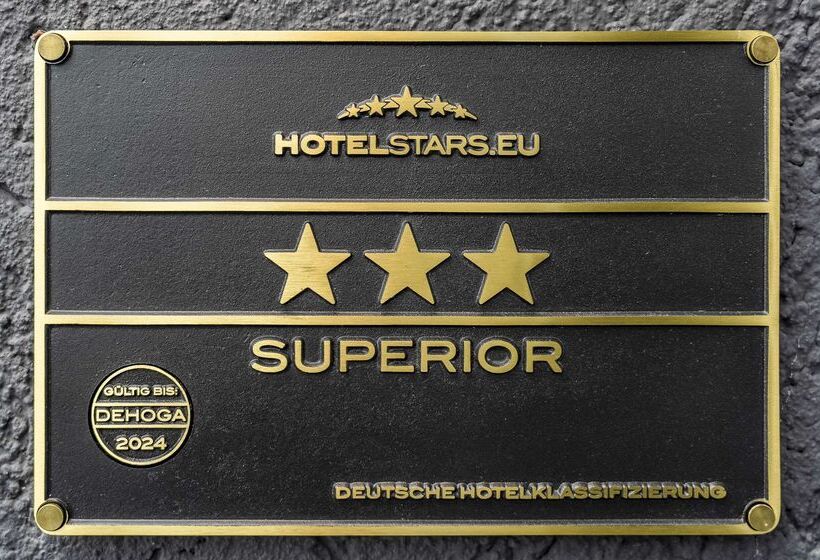 HOTELSTARS.EU
SUPERIOR
GÜLTIG BIS:
DEHOGA
2024
DEUTSCHE HOTELKLASSIFIZIERUNG